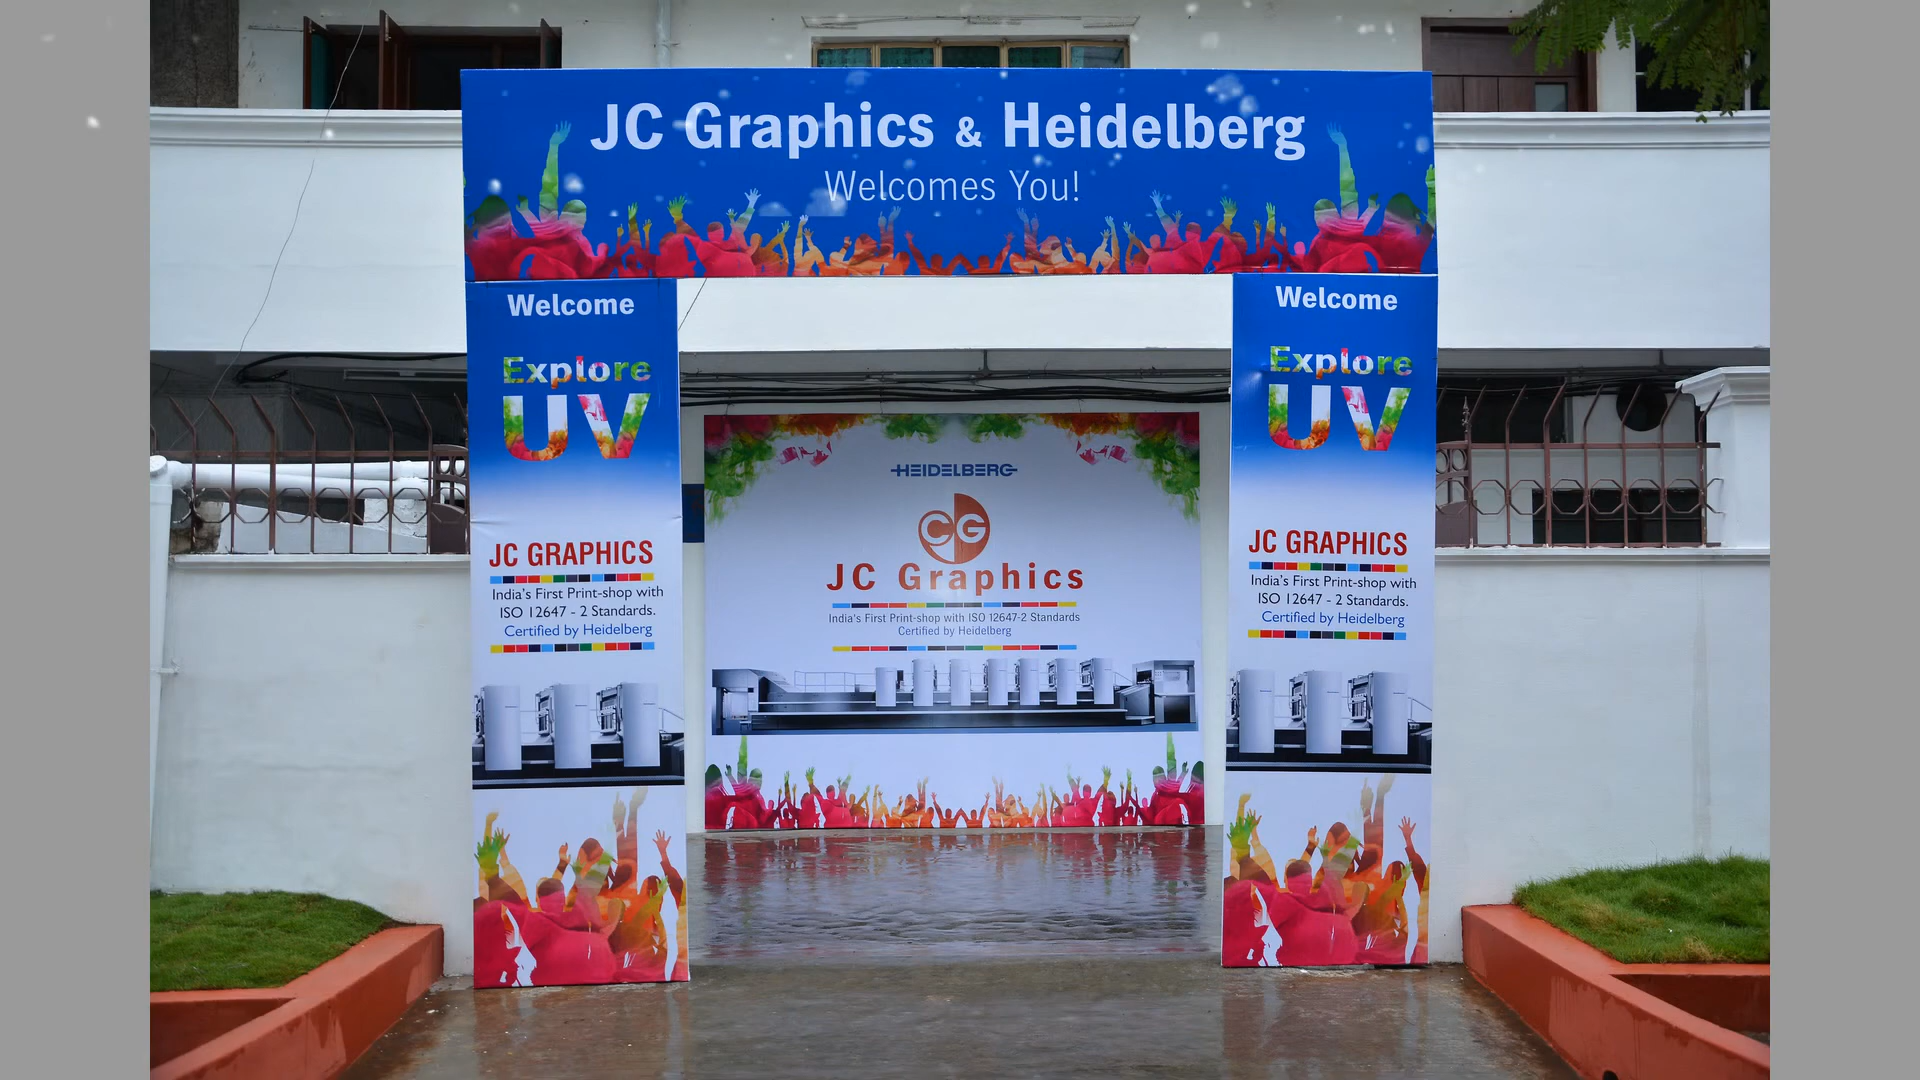 JC Graphics & Heidelberg
Welcomes You!
Welcome
Explore
UV
JC GRAPHICS
India's First Print-shop with
ISO 12647 - 2 Standards.
Certified by Heidelberg
HEIDELBERG
CG
JC Graphics
India's First Print-shop with ISO 12647-2 Standards
Certified by Heidelberg
Welcome
Explore
UV
JC GRAPHICS
India's First Print-shop with
ISO 12647 - 2 Standards.
Certified by Heidelberg